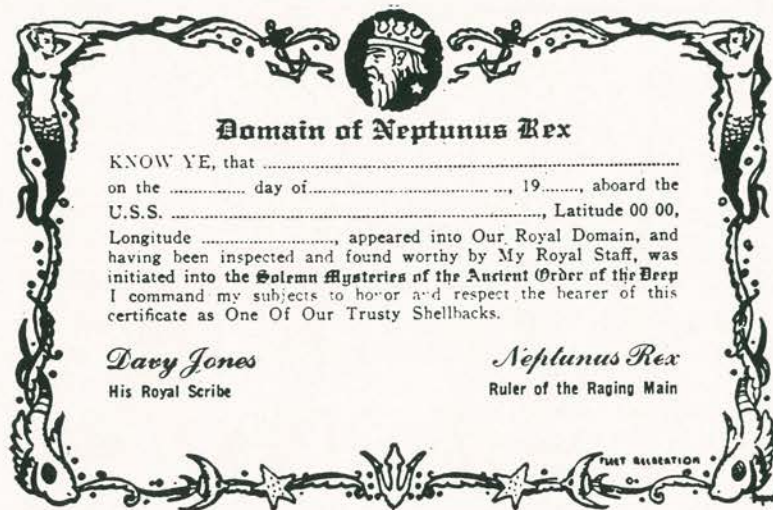 Domain of Neptunus Rex
KNOW YE, that ....................................................................................
on the ............... day of............................... ..., 19........, aboard the
U.S.S. ............................................................................., Latitude 00 00,
Longitude ..........................., appeared into Our Royal Domain, and
having been inspected and found worthy by My Royal Staff, was
initiated into the Solemn Mysteries of the Ancient Order of the Deep
I command my subjects to honor and respect the bearer of this
certificate as One Of Our Trusty Shellbacks.
Davy Jones
Neptunus Rex
His Royal Scribe
Ruler of the Raging Main
FLEET RECREATION